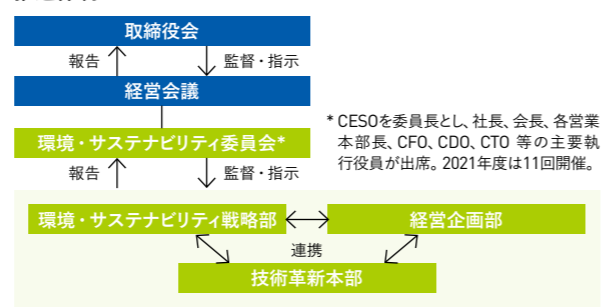 取締役会
報告 監督・指示
経営会議
環境・サステナビリティ委員会*
報告 監督・指示
* CESOを委員長とし、社長、会長、各営業
本部長、CFO、CDO、CTO 等の主要執
行役員が出席。2021年度は11回開催。
環境・サステナビリティ戦略部 経営企画部
連携
技術革新本部